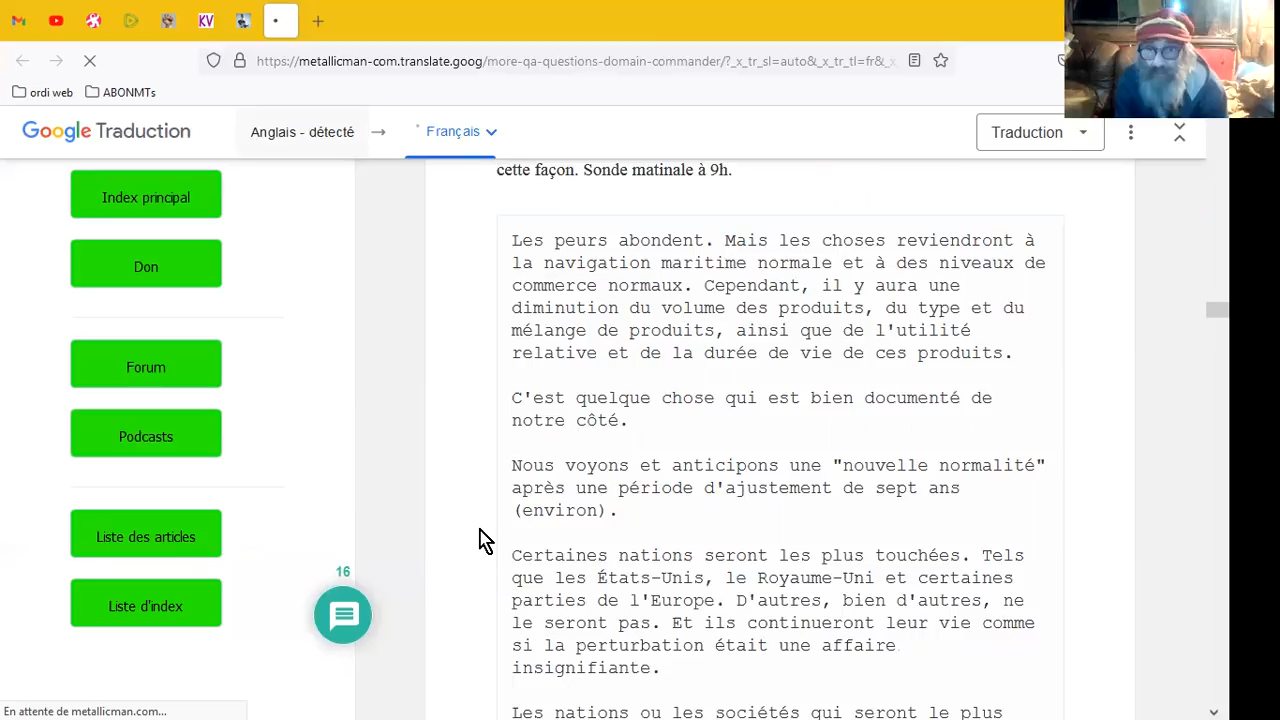 KV
https://metallicman-com.translate.goog/more-qa-questions-domain-commander/?_x_tr_sl=auto&_x_tr_tl=fr&_x_
ordi web
ABONMTs
Google Traduction
Anglais - détecté
Français
Traduction
Index principal
Don
Forum
Podcasts
Liste des articles
Liste d'index
16
cette façon. Sonde matinale à 9h.
Les peurs abondent. Mais les choses reviendront à
la navigation maritime normale et à des niveaux de
commerce normaux. Cependant, il y aura une
diminution du volume des produits, du type et du
mélange de produits, ainsi que de l'utilité
relative et de la durée de vie de ces produits.
C'est quelque chose qui est bien documenté de
notre côté.
Nous voyons et anticipons une "nouvelle normalité"
après une période d'ajustement de sept ans
(environ).
Certaines nations seront les plus touchées. Tels
que les États-Unis, le Royaume-Uni et certaines
parties de l'Europe. D'autres, bien d'autres, ne
le seront pas. Et ils continueront leur vie comme
si la perturbation était une affaire
insignifiante.
Les nations ou les sociétés qui seront le plus
En attente de metallicman.com...